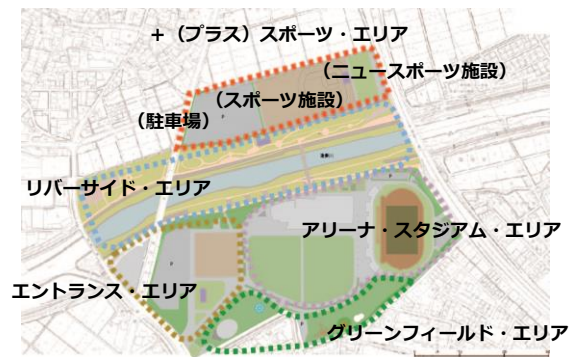 +（プラス）スポーツ・エリア
（ニュースポーツ施設）
（スポーツ施設）
（駐車場）
リバーサイド・エリア
アリーナ・スタジアム・エリア
エントランス・エリア
グリーンフィールド・エリア